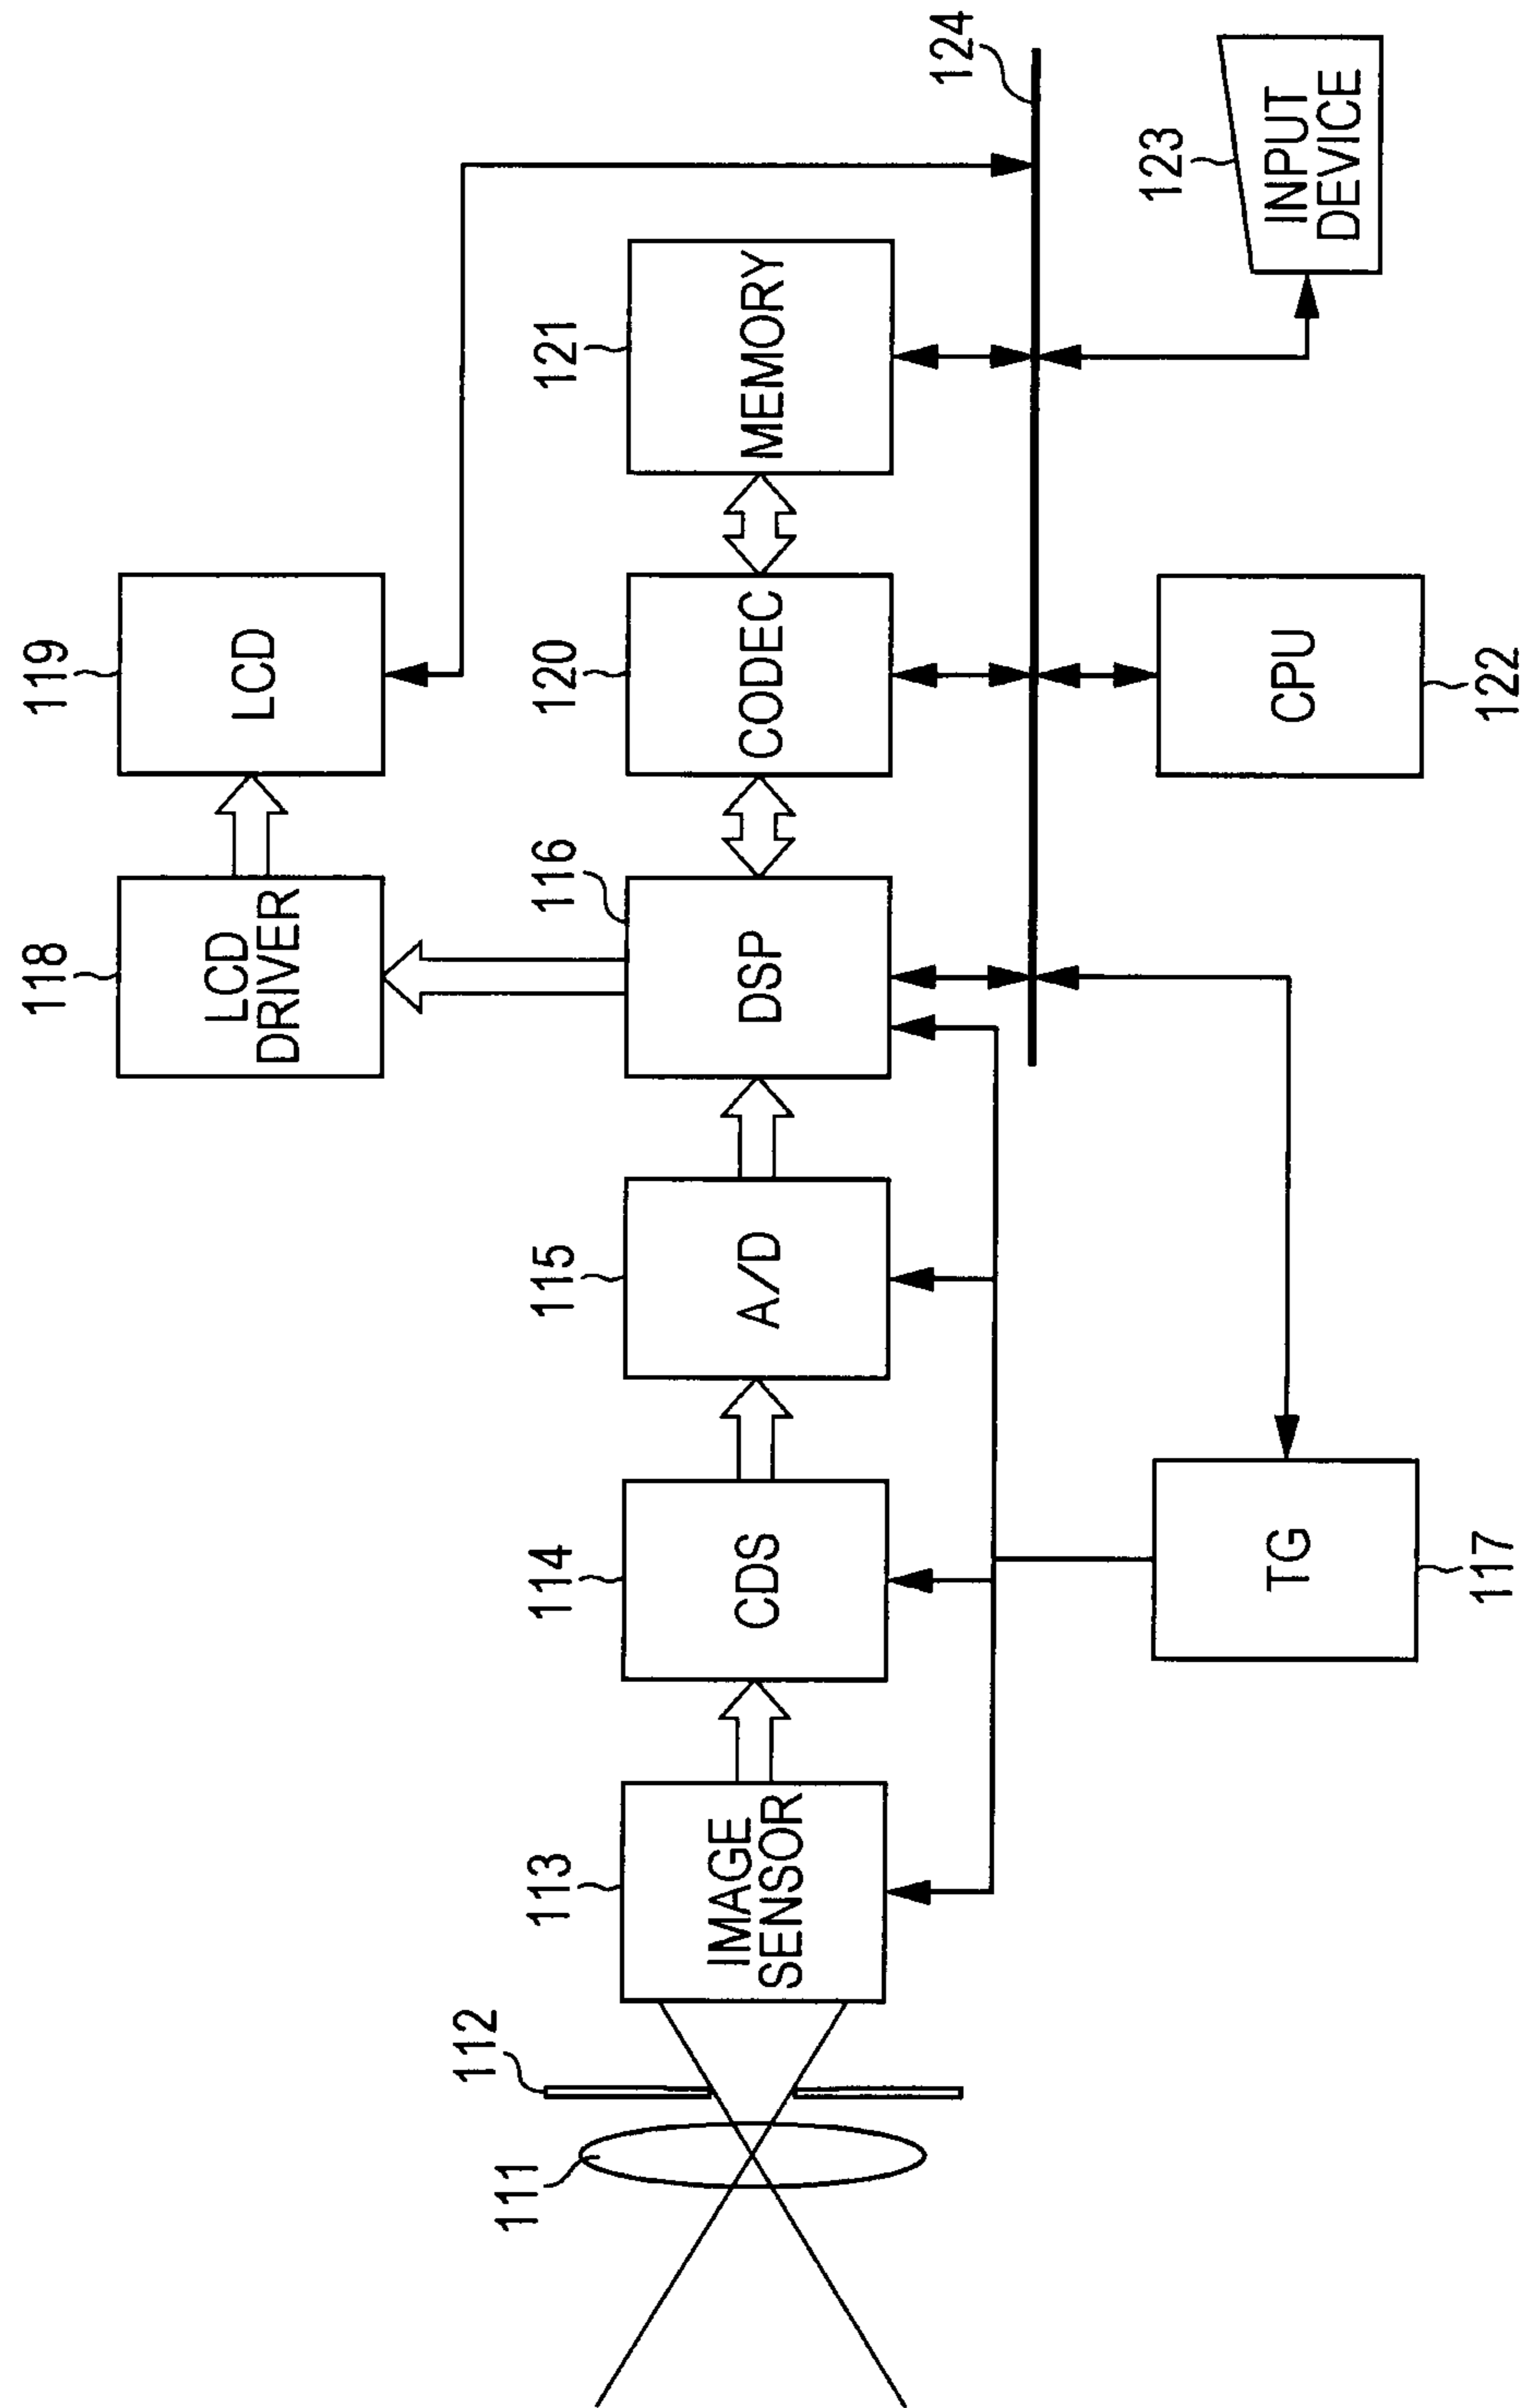 118
LCD
DRIVER
119
LCD
111
112
113
IMAGE
SENSOR
114
CDS
115
A/D
116
DSP
120
CODEC
121
MEMORY
124
117
TG
122
CPU
123
INPUT
DEVICE